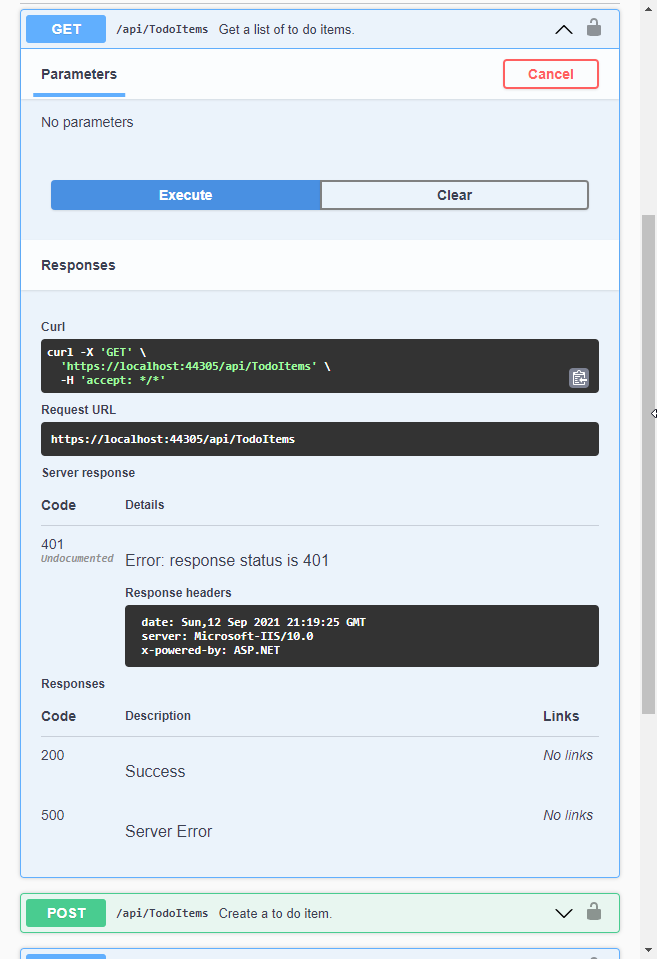 GET /api/TodoItems Get a list of to do items.
Parameters Cancel
No parameters
Execute Clear
Responses
Curl
curl -X 'GET' \
'https://localhost:44305/api/TodoItems' \
-H 'accept: */*'
Request URL
https://localhost:44305/api/TodoItems
Server response
Code Details
401
Undocumented
Error: response status is 401
Response headers
date: Sun,12 Sep 2021 21:19:25 GMT
server: Microsoft-IIS/10.0
x-powered-by: ASP.NET
Responses
Code Description Links
200 No links
Success
500 No links
Server Error
POST /api/TodoItems Create a to do item.